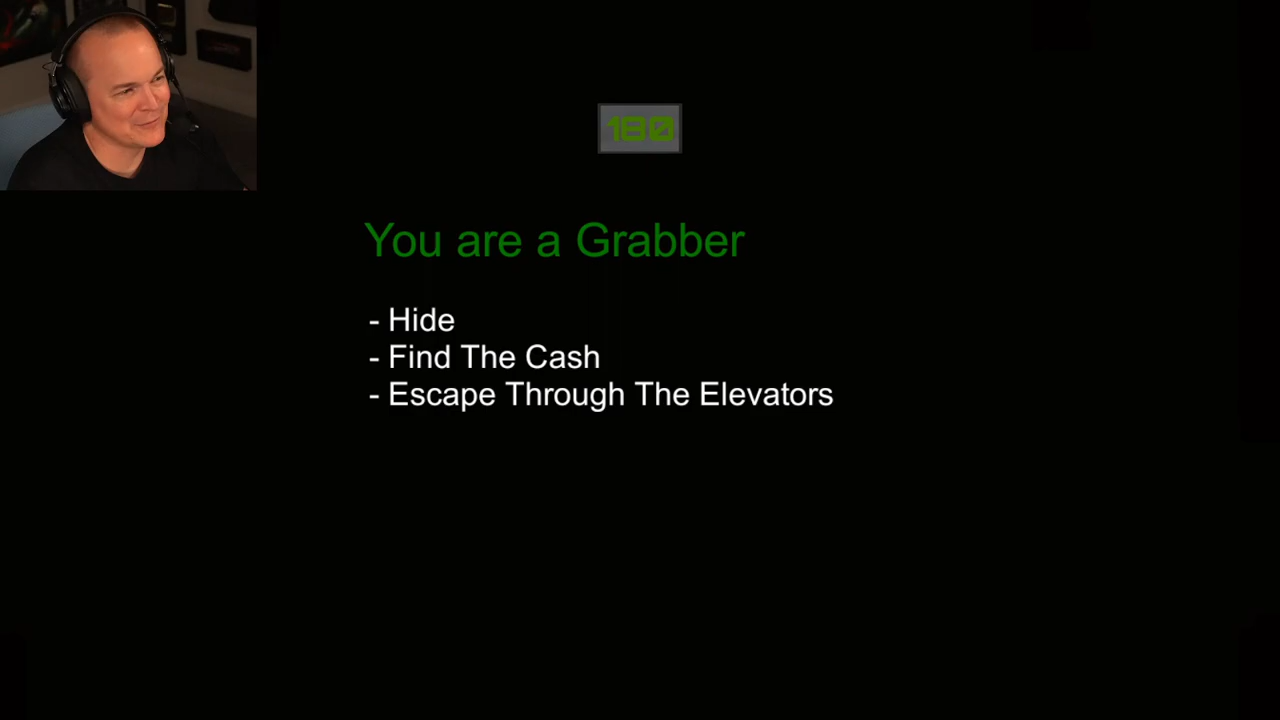 180
You are a Grabber
- Hide
- Find The Cash
- Escape Through The Elevators